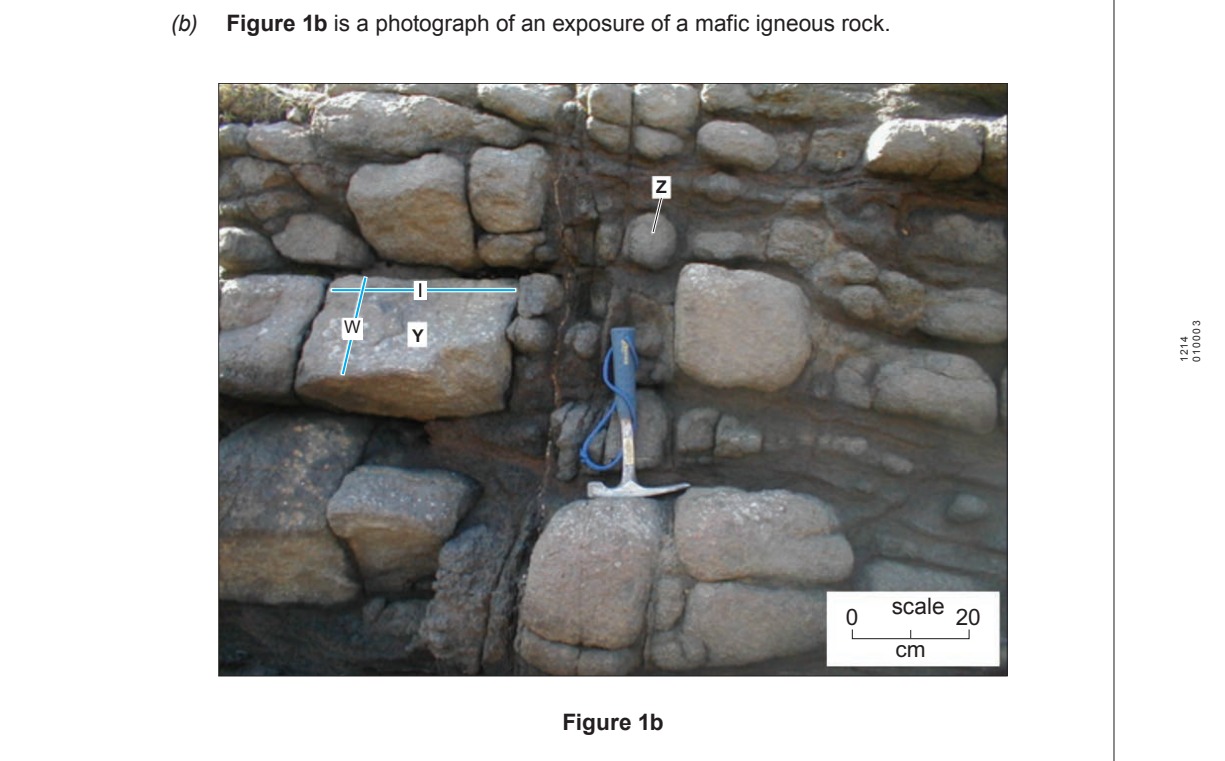 (b) Figure 1b is a photograph of an exposure of a mafic igneous rock.
Z
I
W
Y
0 scale 20
cm
Figure 1b
1214
010003